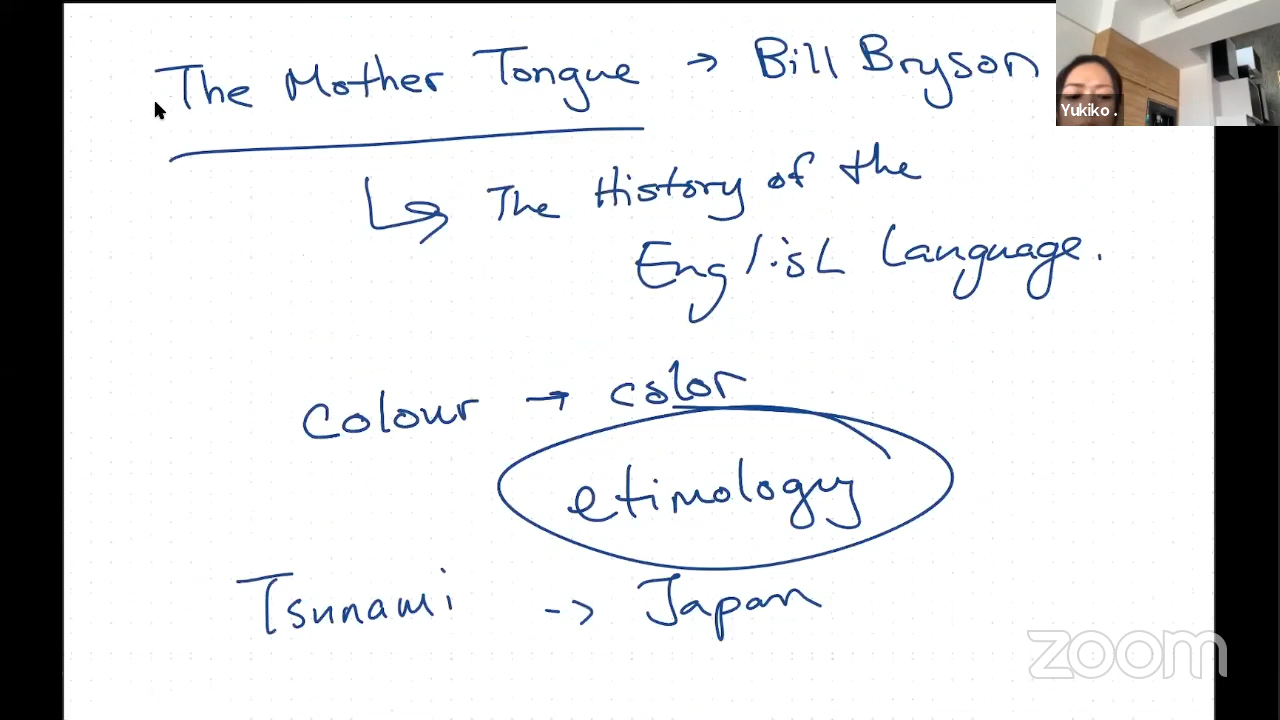 The Mother Tongue → Bill Bryson
Yukiko .
↳ The History of the
English Language.
colour → color
etimology
Tsunami -> Japan
zoom